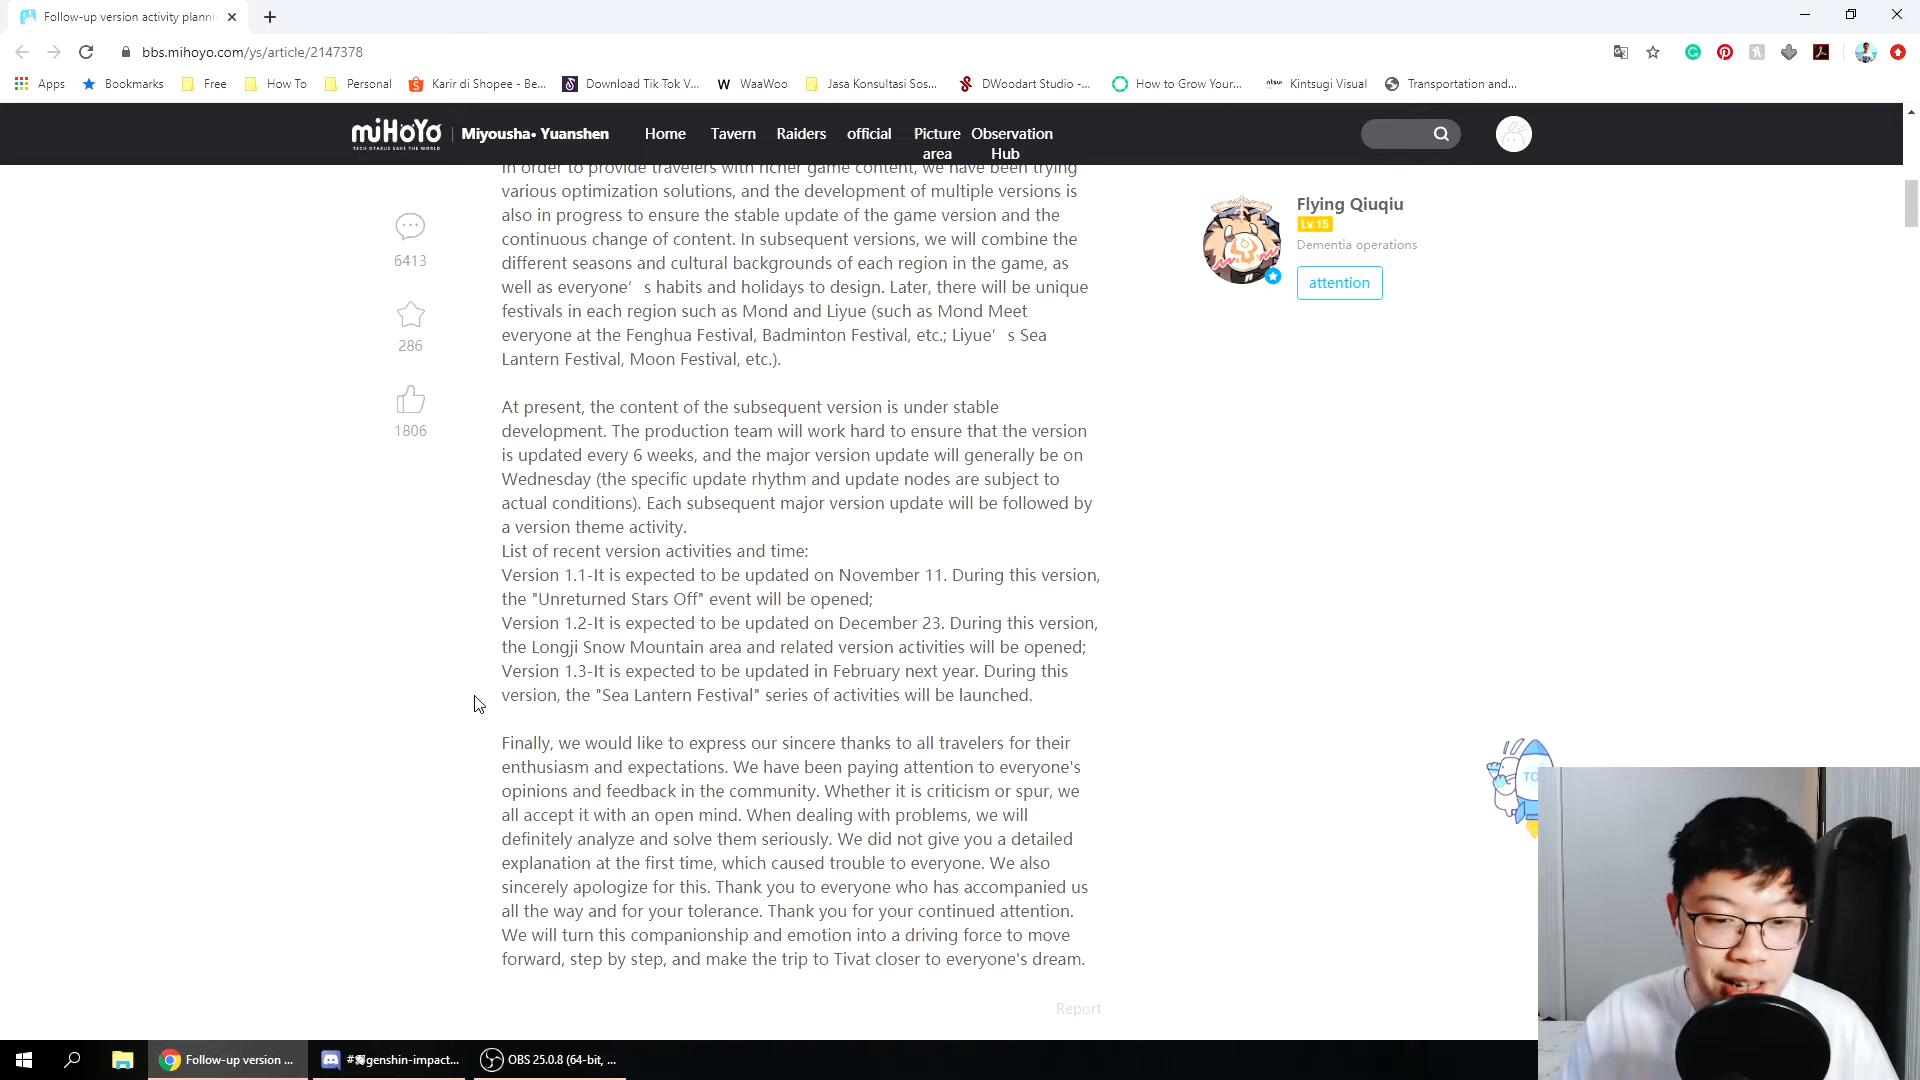 Follow-up version activity planni
bbs.mihoyo.com/ys/article/2147378
Apps
Bookmarks
Free
How To
Personal
Karir di Shopee - Be...
Download Tik Tok V...
WaaWoo
Jasa Konsultasi Sos...
DWoodart Studio -...
How to Grow Your...
Kintsugi Visual
Transportation and...
miHoYo
TECH OTAKUS SAVE THE WORLD
Miyousha• Yuanshen
Home
Tavern
Raiders
official
Picture area
Observation Hub
In order to provide travelers with richer game content, we have been trying
various optimization solutions, and the development of multiple versions is
also in progress to ensure the stable update of the game version and the
continuous change of content. In subsequent versions, we will combine the
different seasons and cultural backgrounds of each region in the game, as
well as everyone’ s habits and holidays to design. Later, there will be unique
festivals in each region such as Mond and Liyue (such as Mond Meet
everyone at the Fenghua Festival, Badminton Festival, etc.; Liyue’ s Sea
Lantern Festival, Moon Festival, etc.).
At present, the content of the subsequent version is under stable
development. The production team will work hard to ensure that the version
is updated every 6 weeks, and the major version update will generally be on
Wednesday (the specific update rhythm and update nodes are subject to
actual conditions). Each subsequent major version update will be followed by
a version theme activity.
List of recent version activities and time:
Version 1.1-It is expected to be updated on November 11. During this version,
the "Unreturned Stars Off" event will be opened;
Version 1.2-It is expected to be updated on December 23. During this version,
the Longji Snow Mountain area and related version activities will be opened;
Version 1.3-It is expected to be updated in February next year. During this
version, the "Sea Lantern Festival" series of activities will be launched.
Finally, we would like to express our sincere thanks to all travelers for their
enthusiasm and expectations. We have been paying attention to everyone's
opinions and feedback in the community. Whether it is criticism or spur, we
all accept it with an open mind. When dealing with problems, we will
definitely analyze and solve them seriously. We did not give you a detailed
explanation at the first time, which caused trouble to everyone. We also
sincerely apologize for this. Thank you to everyone who has accompanied us
all the way and for your tolerance. Thank you for your continued attention.
We will turn this companionship and emotion into a driving force to move
forward, step by step, and make the trip to Tivat closer to everyone's dream.
Report
6413
286
1806
Flying Qiuqiu
Lv.15
Dementia operations
attention
TO
Follow-up version ...
genshin-impact...
OBS 25.0.8 (64-bit, ...